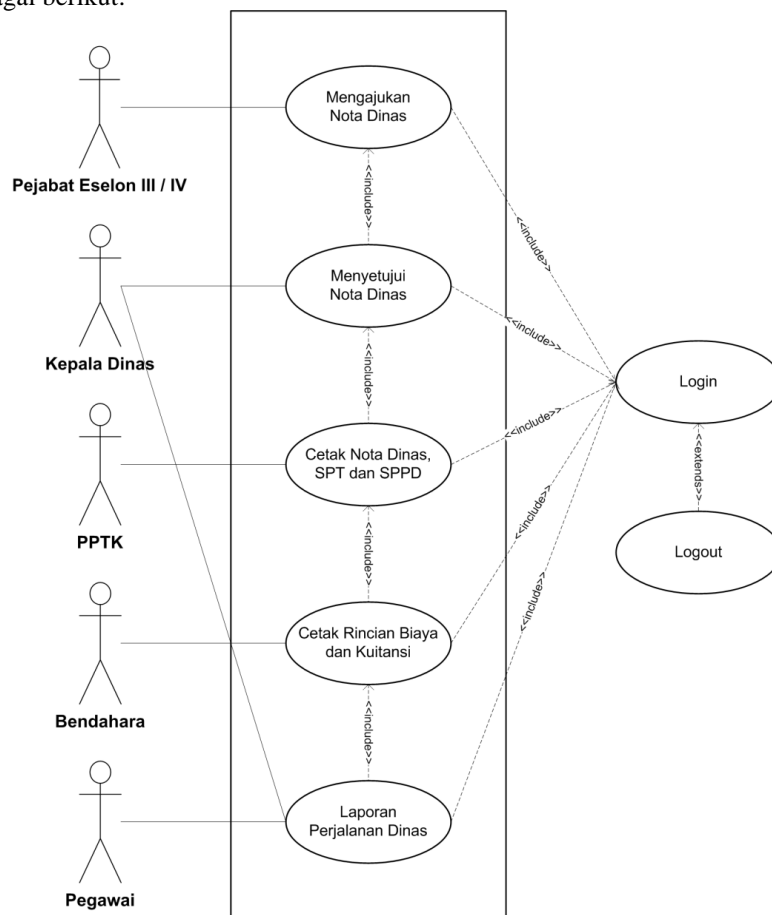 agai berikut:
Mengajukan
Nota Dinas
Pejabat Eselon III / IV
<<include>>
<<include>>
Menyetujui
Nota Dinas
Kepala Dinas
<<include>>
<<include>>
Login
Cetak Nota Dinas,
SPT dan SPPD
PPTK
<<include>>
<<extends>>
Logout
<<include>>
<<include>>
Cetak Rincian Biaya
dan Kuitansi
Bendahara
<<include>>
<<include>>
Laporan
Perjalanan Dinas
Pegawai